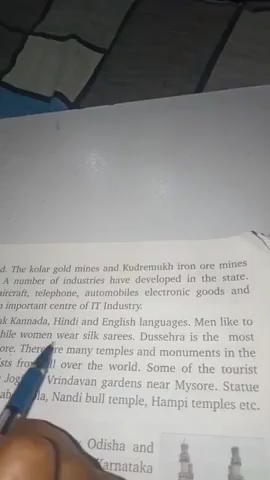 d. The kolar gold mines and Kudremukh iron ore mines
A number of industries have developed in the state.
aircraft, telephone, automobiles electronic goods and
important centre of IT Industry.
ak Kannada, Hindi and English languages. Men like to
hile women wear silk sarees. Dussehra is the most
ore. There are many temples and monuments in the
sts from all over the world. Some of the tourist
Jog Vrindavan gardens near Mysore. Statue
Nandi bull temple, Hampi temples etc.
Odisha and
Karnataka